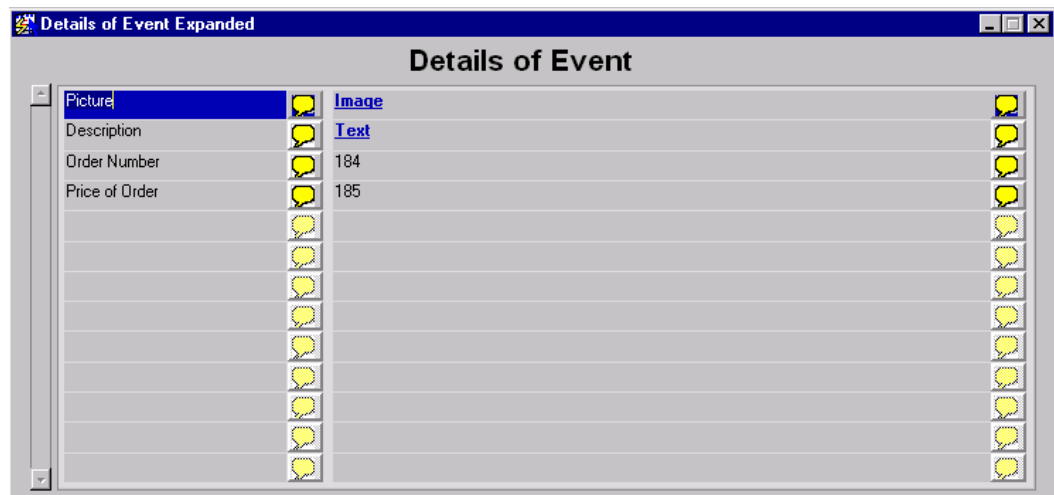 Details of Event Expanded
Details of Event
Picture Image
Description Text
Order Number 184
Price of Order 185